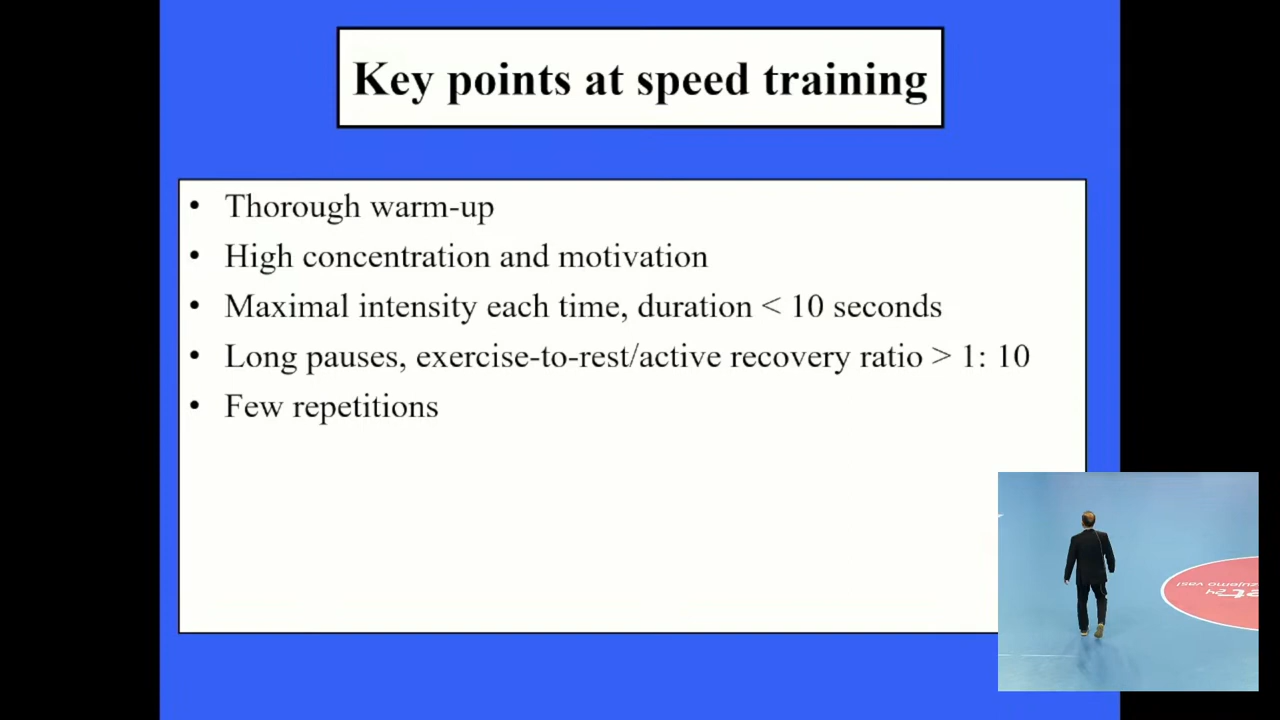 Key points at speed training
• Thorough warm-up
• High concentration and motivation
• Maximal intensity each time, duration < 10 seconds
• Long pauses, exercise-to-rest/active recovery ratio > 1: 10
• Few repetitions